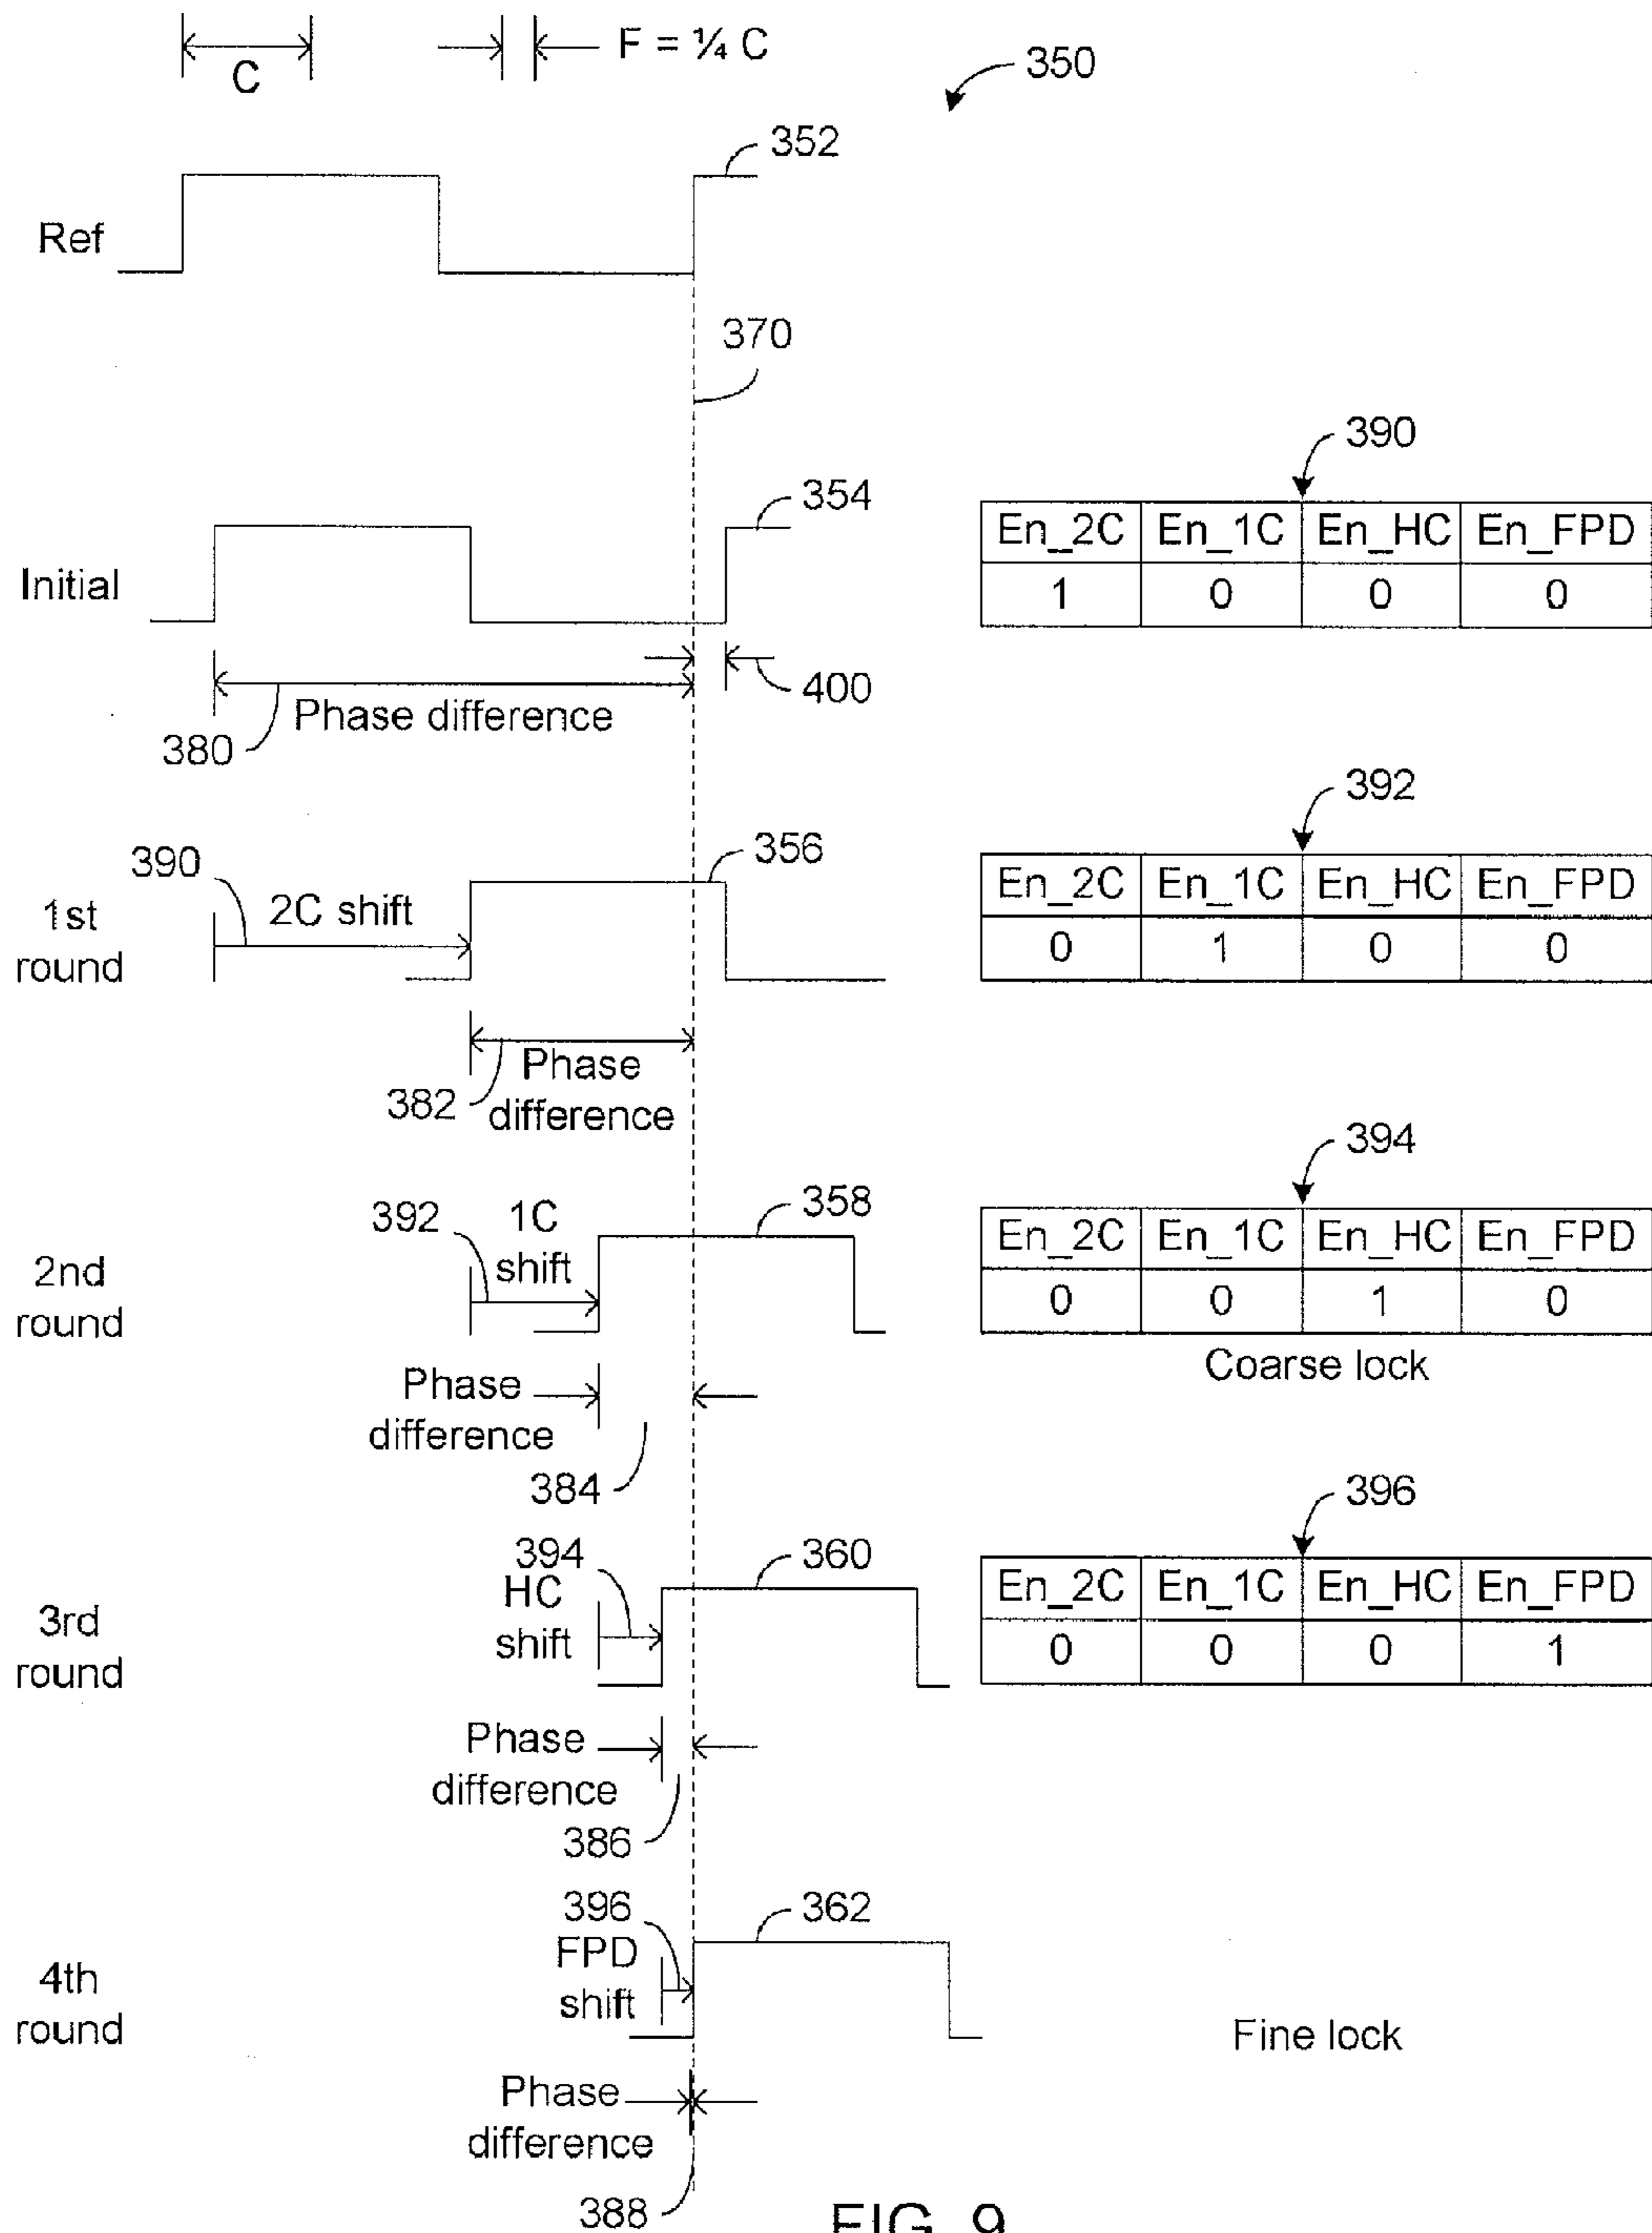 C
F = ¼ C
350
352
Ref
370
390
354
En_2C En_1C En_HC En_FPD
Initial
1 0 0 0
400
Phase difference
380
392
356
390
2C shift
En_2C En_1C En_HC En_FPD
1st
round
0 1 0 0
Phase
difference
382
394
358
392
1C
shift
En_2C En_1C En_HC En_FPD
2nd
round
0 0 1 0
Coarse lock
Phase
difference
384
396
394
360
HC
shift
En_2C En_1C En_HC En_FPD
3rd
round
0 0 0 1
Phase
difference
386
396
362
FPD
shift
4th
round
Fine lock
Phase
difference
388
FIG. 9